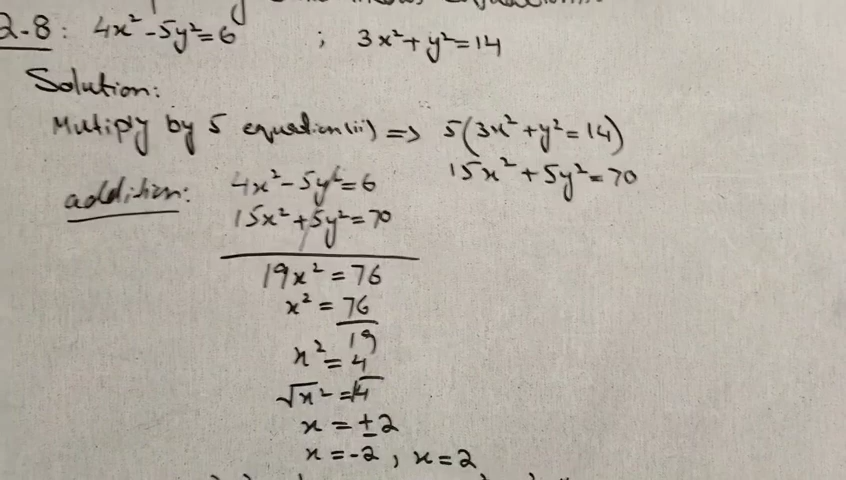 Q-8: 4x²-5y²=6 ; 3x²+y²=14
Solution:
Mutiply by 5 equation(ii) => 5(3x²+y²=14)
15x²+5y²=70
addition: 4x²-5y²=6
15x²+5y²=70
19x²=76
x²=76
19
x²=4
√x²=√4
x=±2
x=-2, x=2